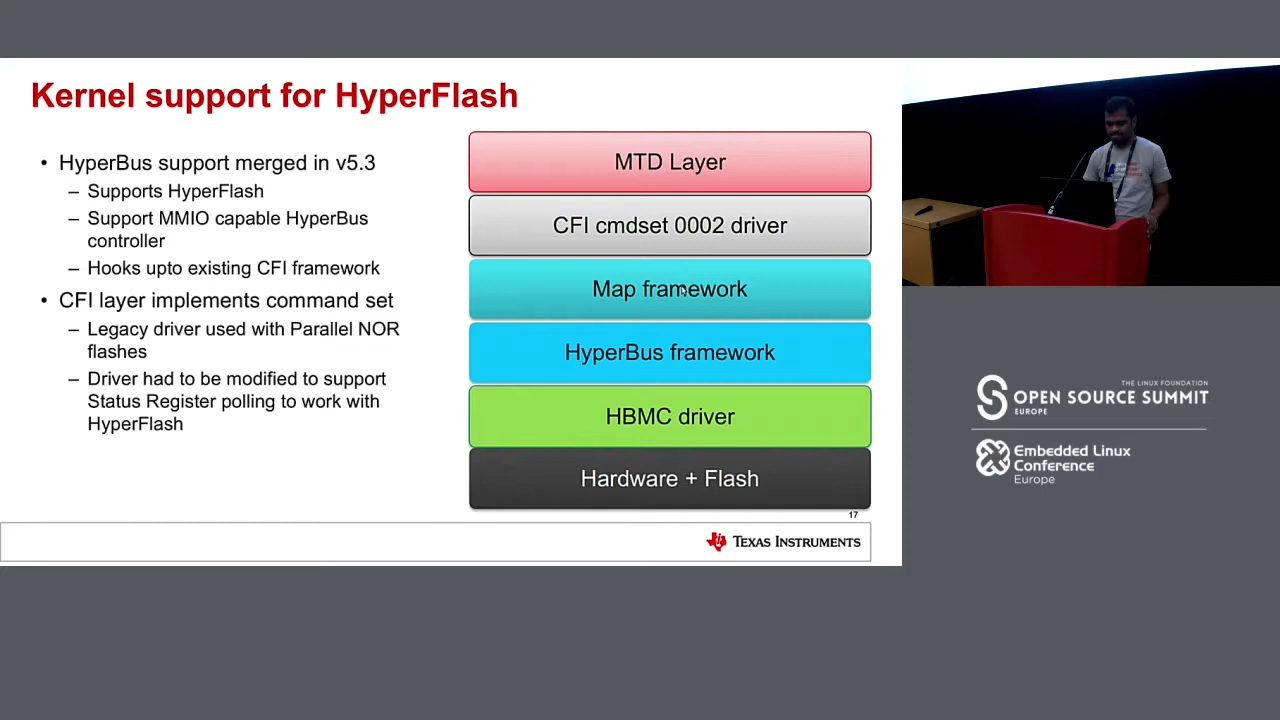 Kernel support for HyperFlash
• HyperBus support merged in v5.3
– Supports HyperFlash
– Support MMIO capable HyperBus
controller
– Hooks upto existing CFI framework
• CFI layer implements command set
– Legacy driver used with Parallel NOR
flashes
– Driver had to be modified to support
Status Register polling to work with
HyperFlash
MTD Layer
CFI cmdset 0002 driver
Map framework
HyperBus framework
HBMC driver
Hardware + Flash
17
TEXAS INSTRUMENTS
THE LINUX FOUNDATION
OPEN SOURCE SUMMIT
EUROPE
Embedded Linux
Conference
Europe